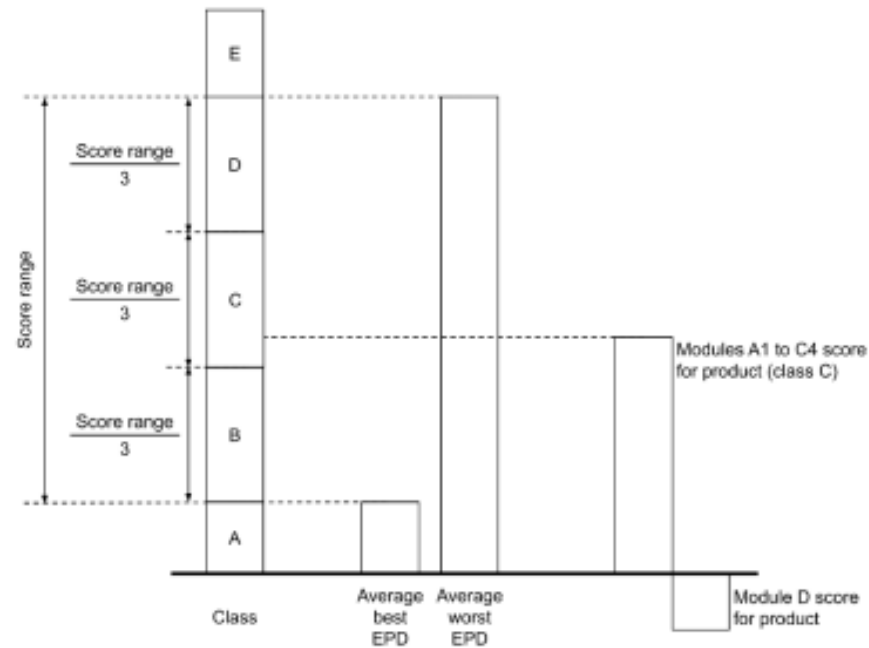 E
Score range
3
D
Score range
Score range
3
C
Modules A1 to C4 score
for product (class C)
Score range
3
B
A
Class
Average
best
EPD
Average
worst
EPD
Module D score
for product